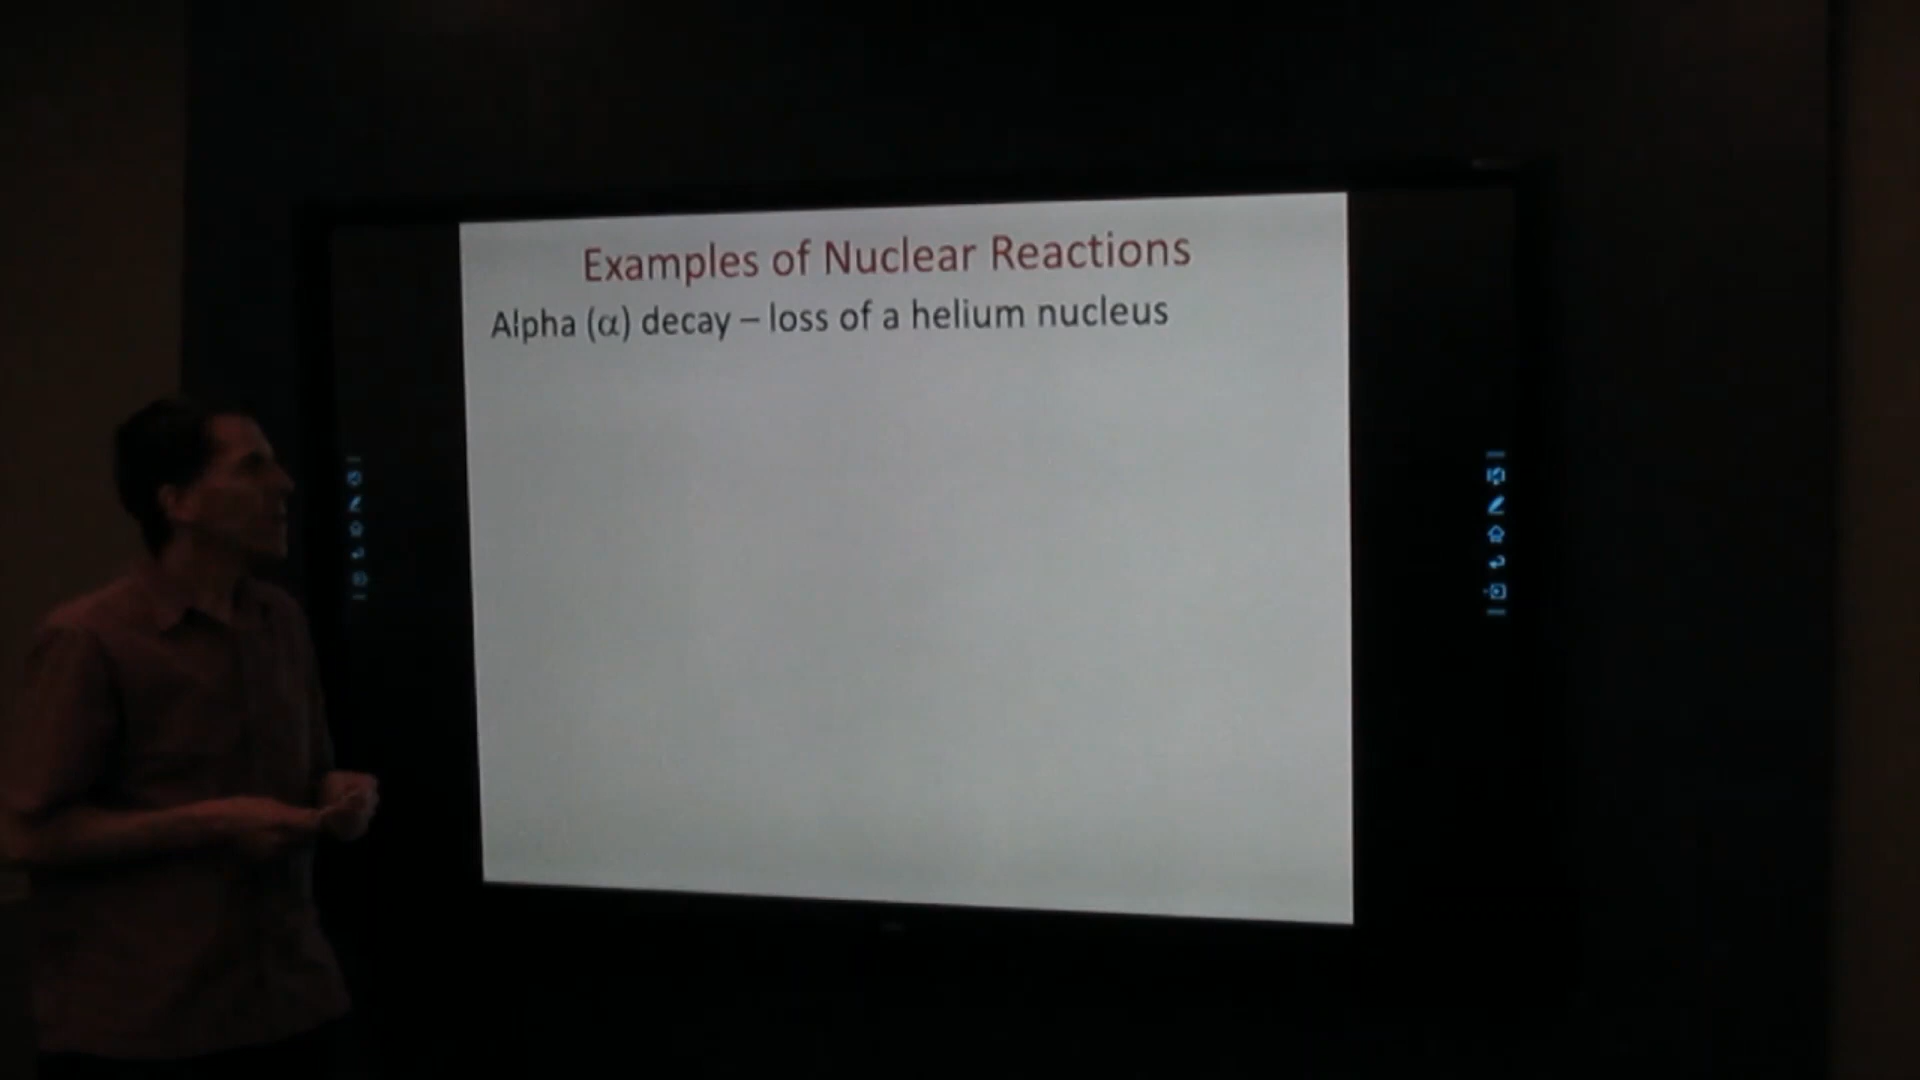 Examples of Nuclear Reactions
Alpha (α) decay – loss of a helium nucleus